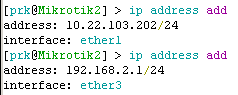 [prk@Mikrotik2] > ip address add
address: 10.22.103.202/24
interface: ether1
[prk@Mikrotik2] > ip address add
address: 192.168.2.1/24
interface: ether3